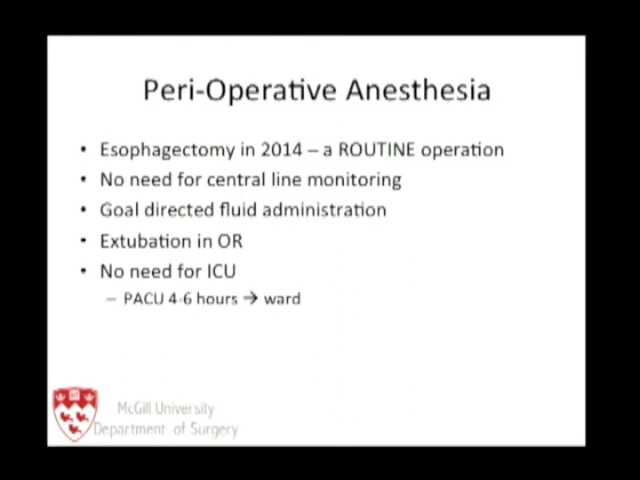 Peri-Operative Anesthesia
• Esophagectomy in 2014 – a ROUTINE operation
• No need for central line monitoring
• Goal directed fluid administration
• Extubation in OR
• No need for ICU
– PACU 4-6 hours → ward
McGill University
Department of Surgery